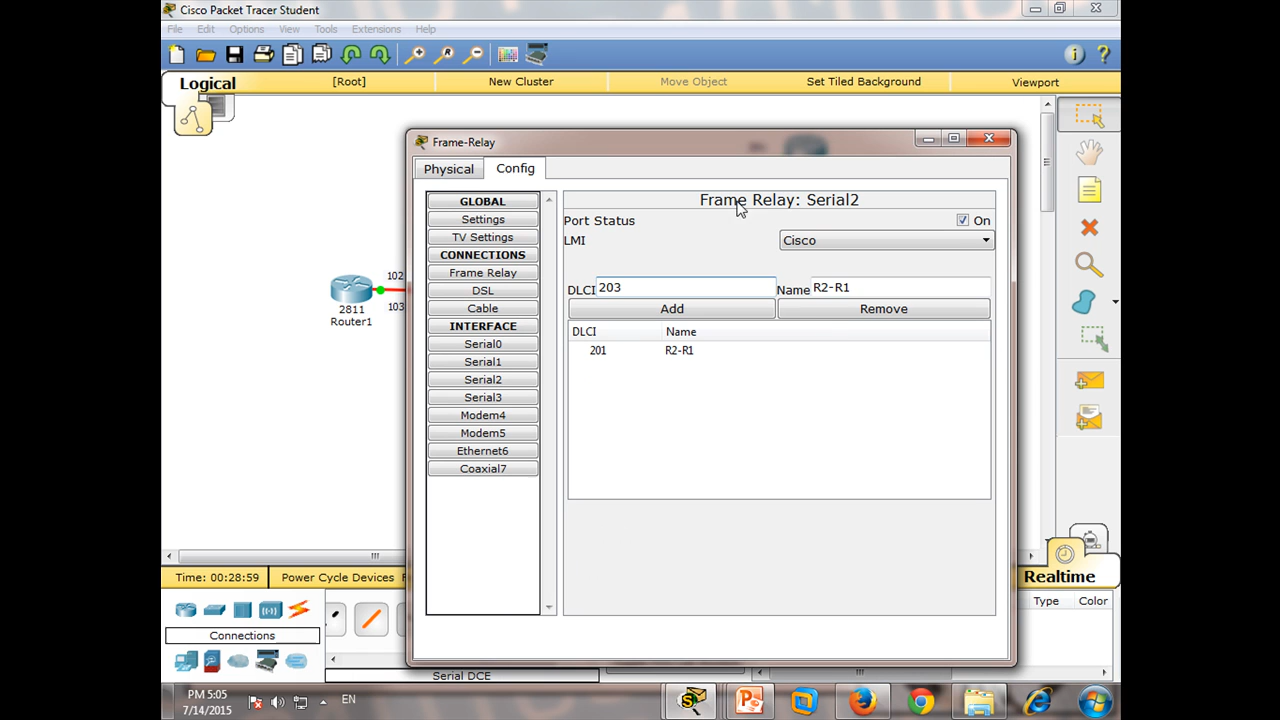 Cisco Packet Tracer Student
File Edit Options View Tools Extensions Help
Logical [Root] New Cluster Move Object Set Tiled Background Viewport
Frame-Relay
Physical Config
GLOBAL
Settings
TV Settings
CONNECTIONS
Frame Relay
DSL
Cable
INTERFACE
Serial0
Serial1
Serial2
Serial3
Modem4
Modem5
Ethernet6
Coaxial7
Frame Relay: Serial2
Port Status On
LMI Cisco
DLCI 203 Name R2-R1
Add Remove
DLCI Name
201 R2-R1
102
103
2811
Router1
Time: 00:28:59 Power Cycle Devices
Realtime
Type Color
Connections
Serial DCE
PM 5:05
7/14/2015
EN